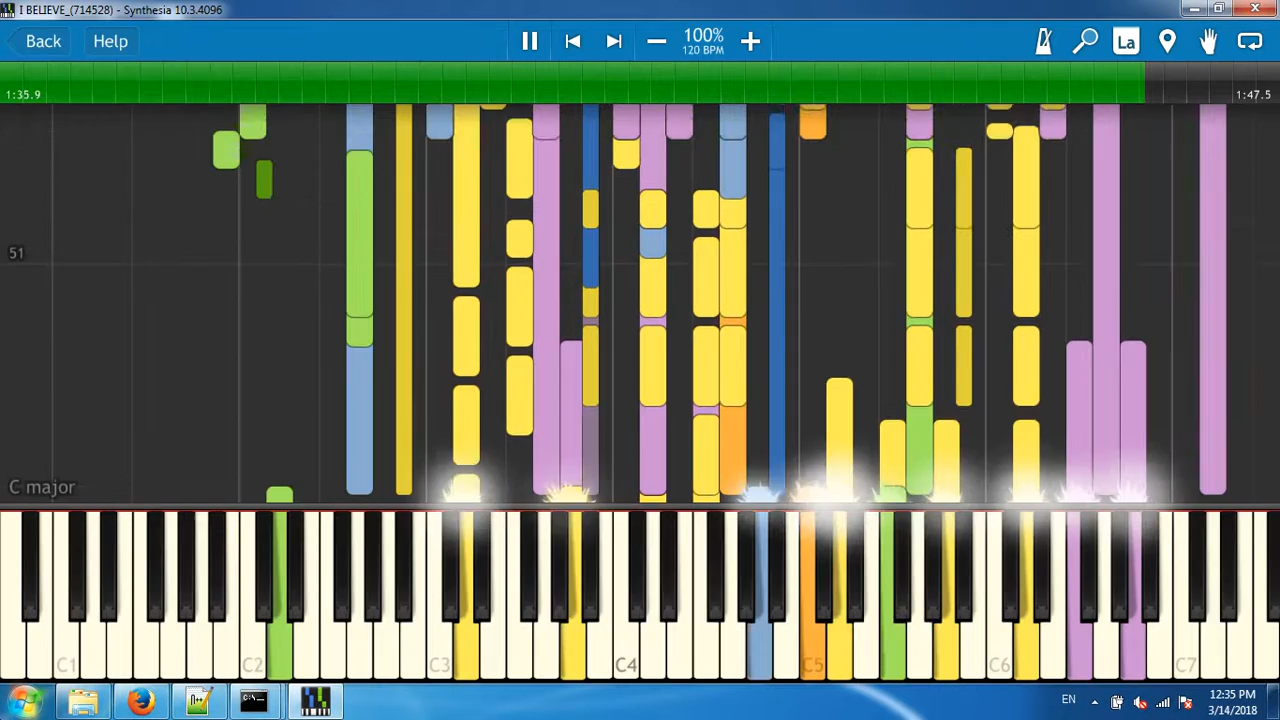 I BELIEVE_(714528) - Synthesia 10.3.4096
Back Help 100% La
120 BPM
1:35.9 1:47.5
51
C major
C1 C2 C3 C4 C5 C6 C7
EN 12:35 PM
3/14/2018